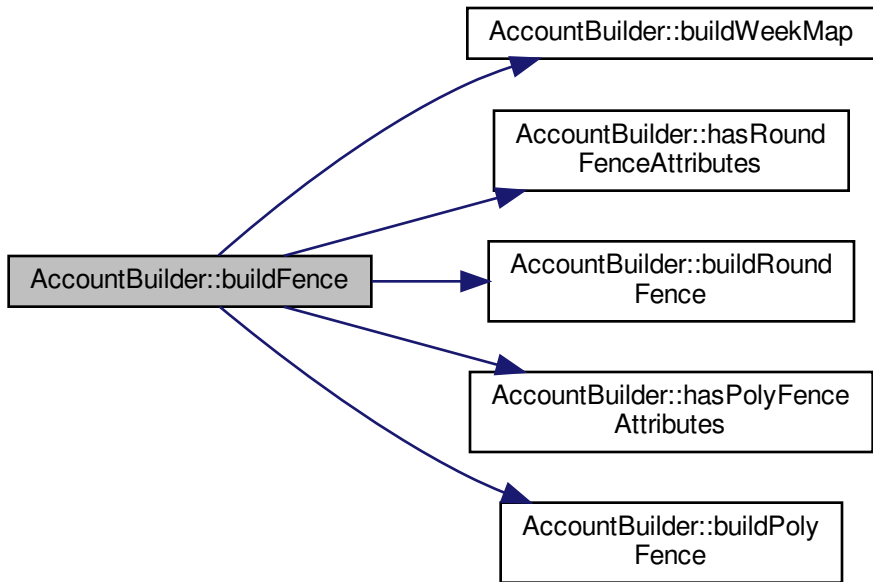 AccountBuilder::buildWeekMap
AccountBuilder::hasRound
FenceAttributes
AccountBuilder::buildFence
AccountBuilder::buildRound
Fence
AccountBuilder::hasPolyFence
Attributes
AccountBuilder::buildPoly
Fence